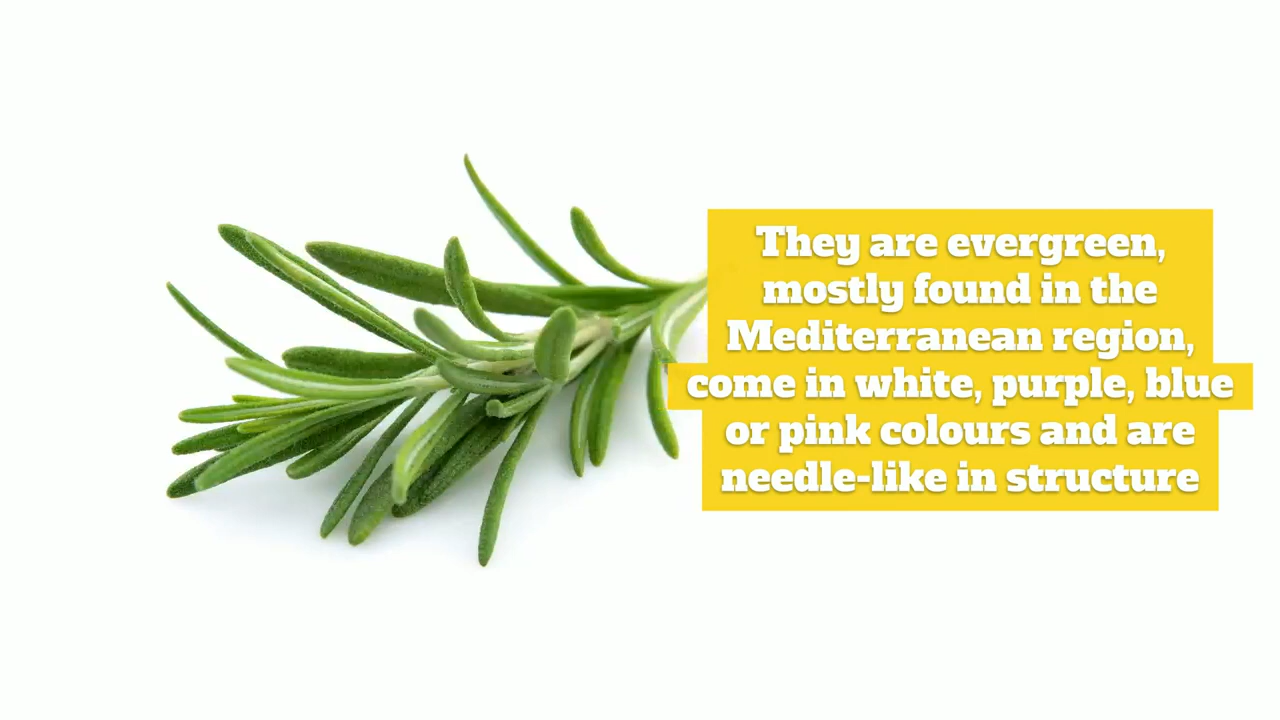 They are evergreen,
mostly found in the
Mediterranean region,
come in white, purple, blue
or pink colours and are
needle-like in structure